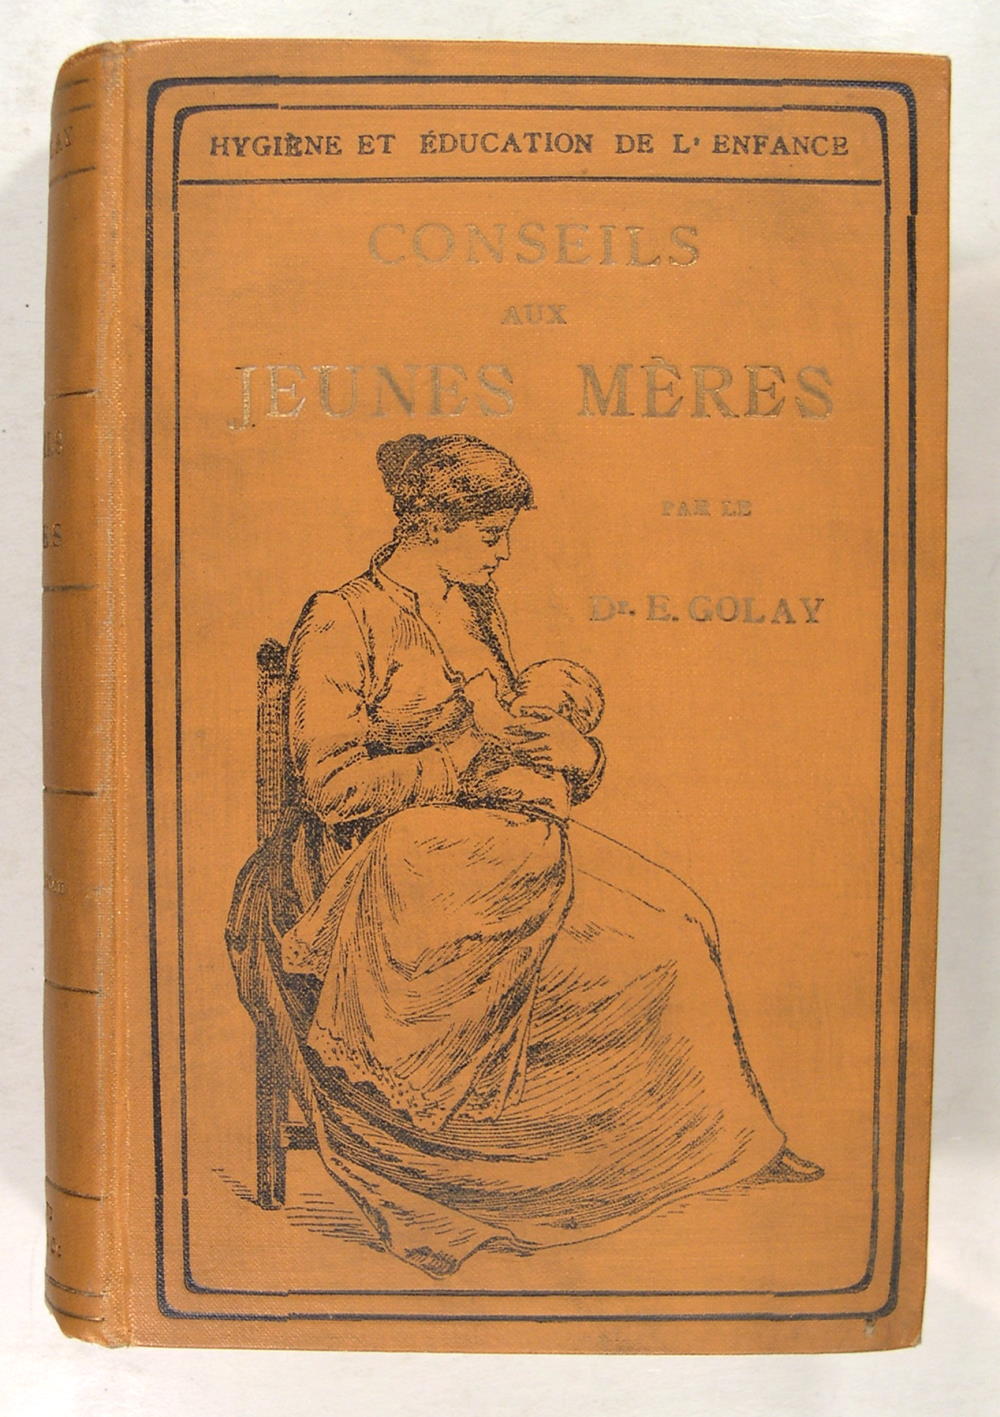 HYGIÈNE ET ÉDUCATION DE L' ENFANCE
CONSEILS
AUX
JEUNES MÈRES
PAR LE
Dr. E. GOLAY